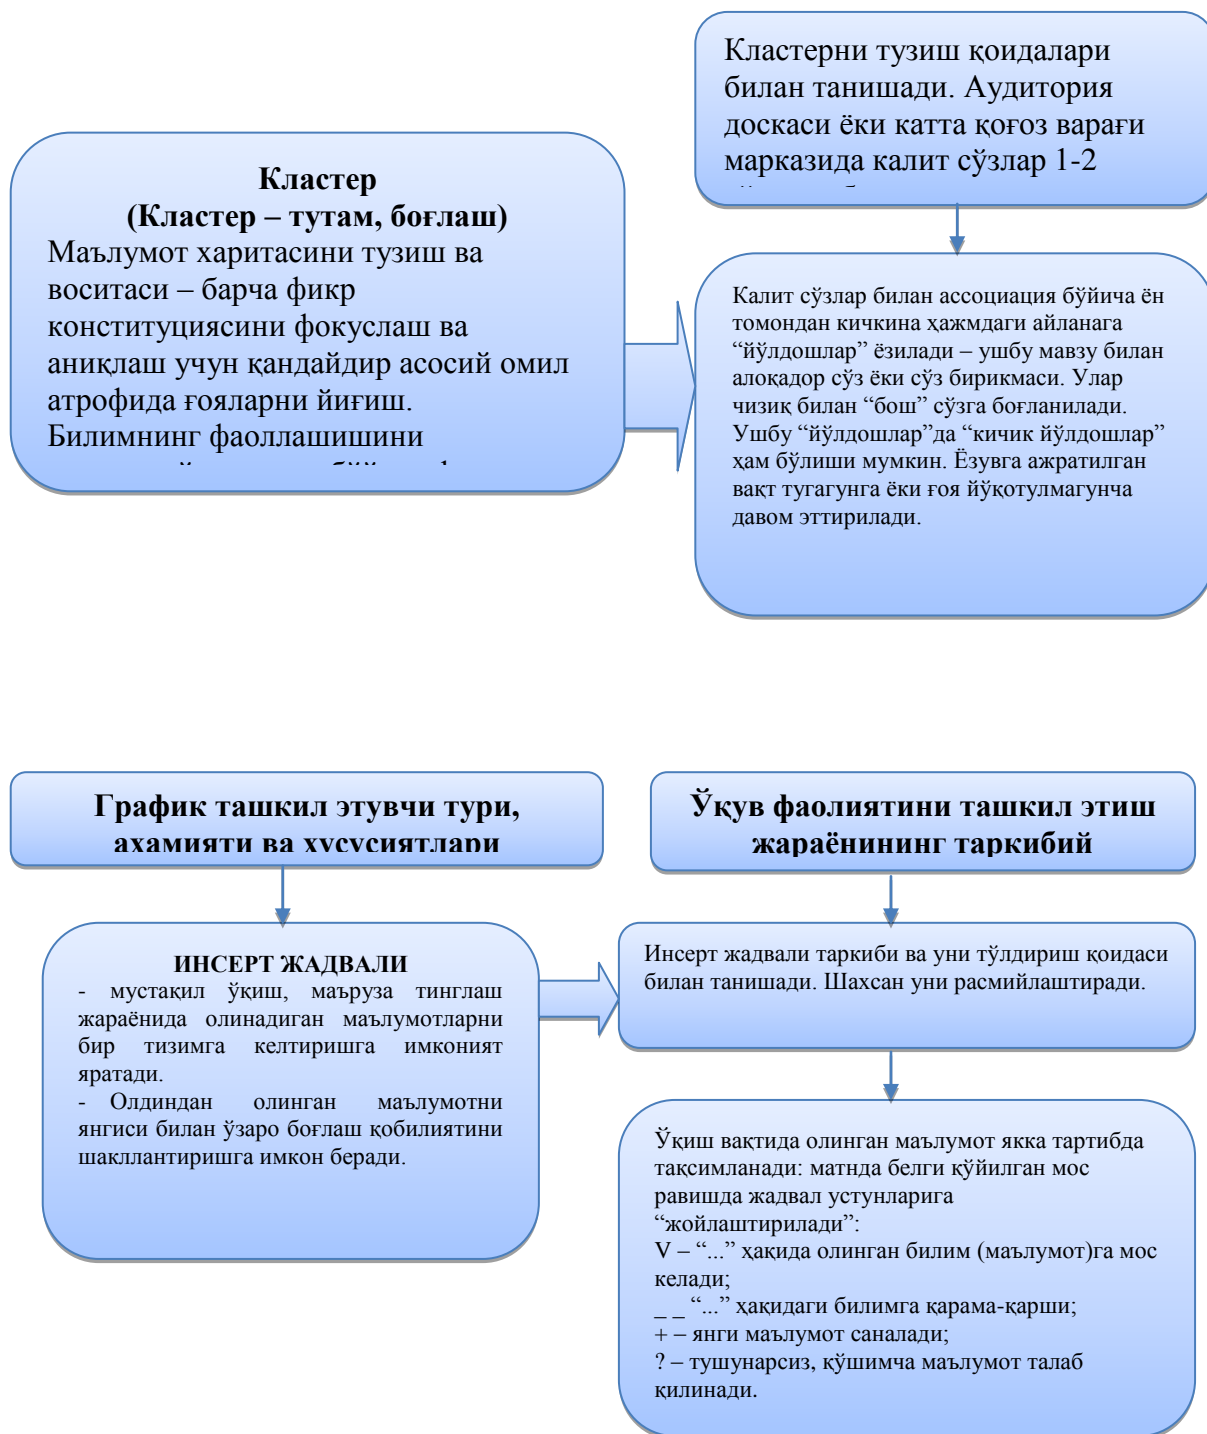 Кластер
(Кластер – тутам, боғлаш)
Маълумот харитасини тузиш ва
воситаси – барча фикр
конституциясини фокуслаш ва
аниқлаш учун қандайдир асосий омил
атрофида ғояларни йиғиш.
Билимнинг фаоллашишини
Кластерни тузиш қоидалари
билан танишади. Аудитория
доскаси ёки катта қоғоз варағи
марказида калит сўзлар 1-2
Калит сўзлар билан ассоциация бўйича ён
томондан кичкина ҳажмдаги айланага
“йўлдошлар” ёзилади – ушбу мавзу билан
алоқадор сўз ёки сўз бирикмаси. Улар
чизиқ билан “бош” сўзга боғланилади.
Ушбу “йўлдошлар”да “кичик йўлдошлар”
ҳам бўлиши мумкин. Ёзувга ажратилган
вақт тугагунга ёки ғоя йўқотулмагунча
давом эттирилади.
График ташкил этувчи тури,
аҳамияти ва хусусиятлари
Ўқув фаолиятини ташкил этиш
жараёнининг таркибий
ИНСЕРТ ЖАДВАЛИ
- мустақил ўқиш, маъруза тинглаш
жараёнида олинадиган маълумотларни
бир тизимга келтиришга имконият
яратади.
- Олдиндан олинган маълумотни
янгиси билан ўзаро боғлаш қобилиятини
шакллантиришга имкон беради.
Инсерт жадвали таркиби ва уни тўлдириш қоидаси
билан танишади. Шахсан уни расмийлаштиради.
Ўқиш вақтида олинган маълумот якка тартибда
тақсимланади: матнда белги қўйилган мос
равишда жадвал устунларига
“жойлаштирилади”:
V – “...” ҳақида олинган билим (маълумот)га мос
келади;
_ _ “...” ҳақидаги билимга қарама-қарши;
+ – янги маълумот саналади;
? – тушунарсиз, қўшимча маълумот талаб
қилинади.